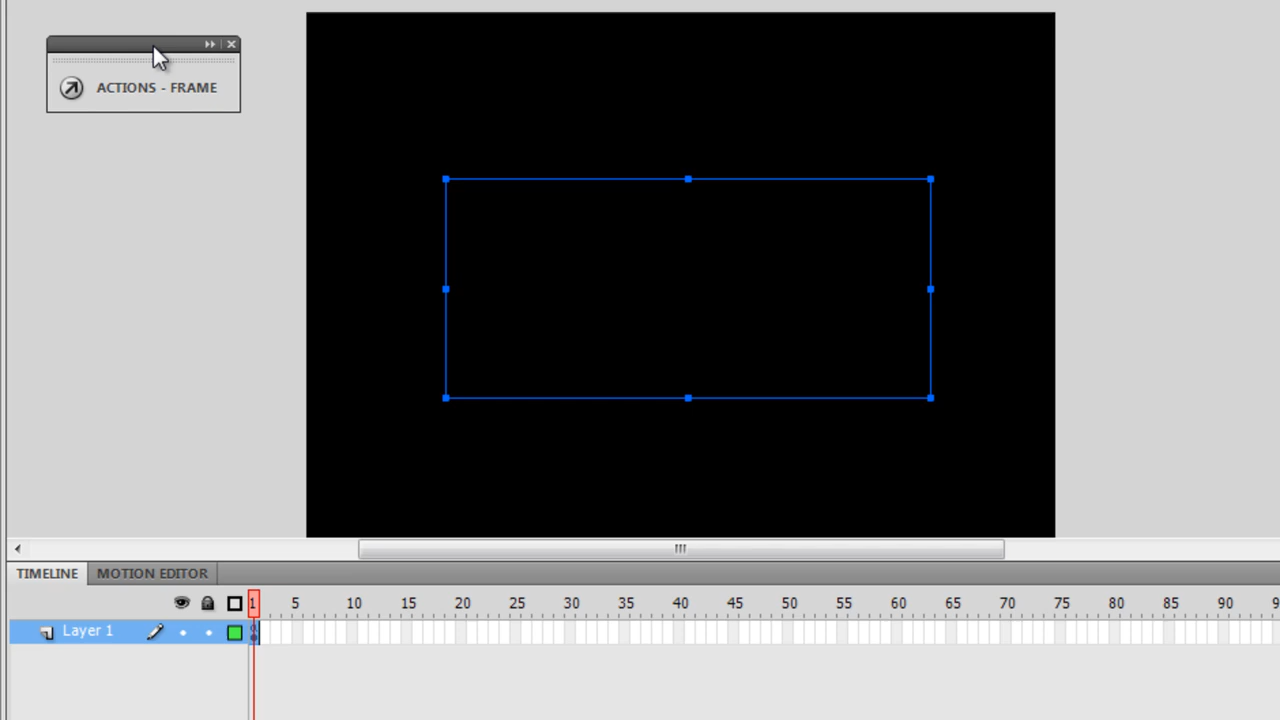 ACTIONS - FRAME
TIMELINE MOTION EDITOR
1 5 10 15 20 25 30 35 40 45 50 55 60 65 70 75 80 85 90
Layer 1